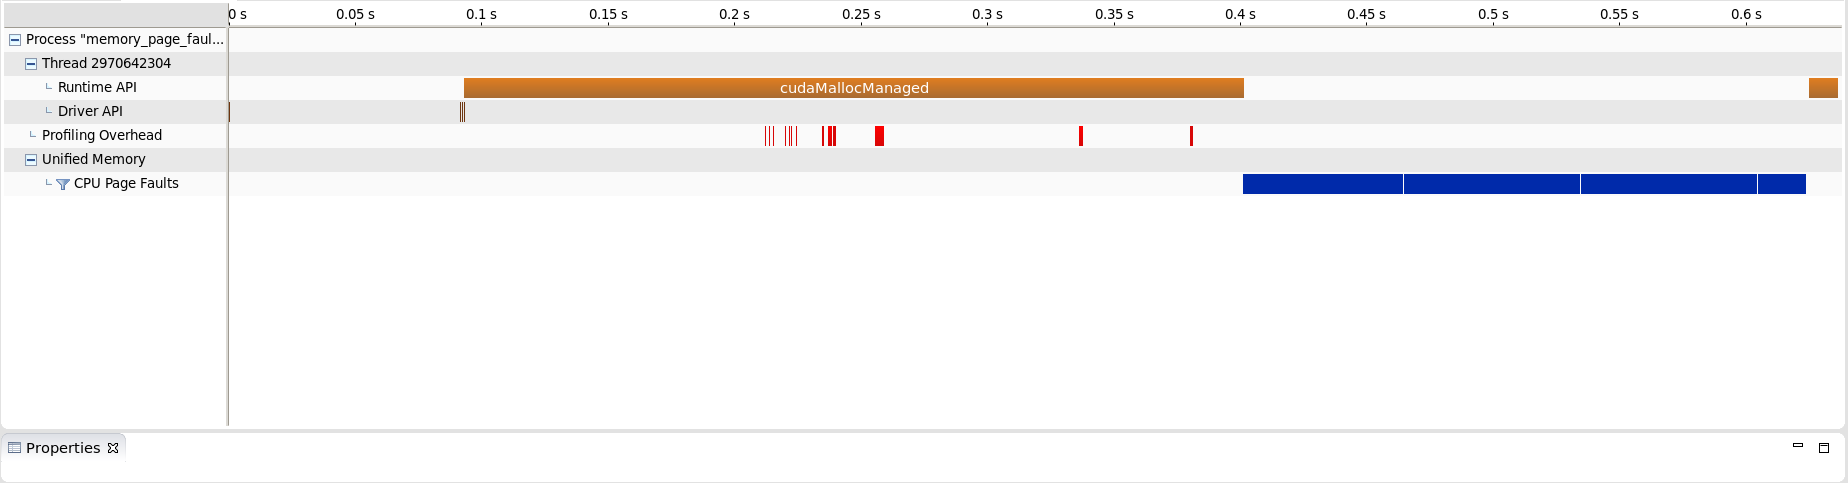 0 s 0.05 s 0.1 s 0.15 s 0.2 s 0.25 s 0.3 s 0.35 s 0.4 s 0.45 s 0.5 s 0.55 s 0.6 s
Process "memory_page_faul...
Thread 2970642304
Runtime API cudaMallocManaged
Driver API
Profiling Overhead
Unified Memory
CPU Page Faults
Properties